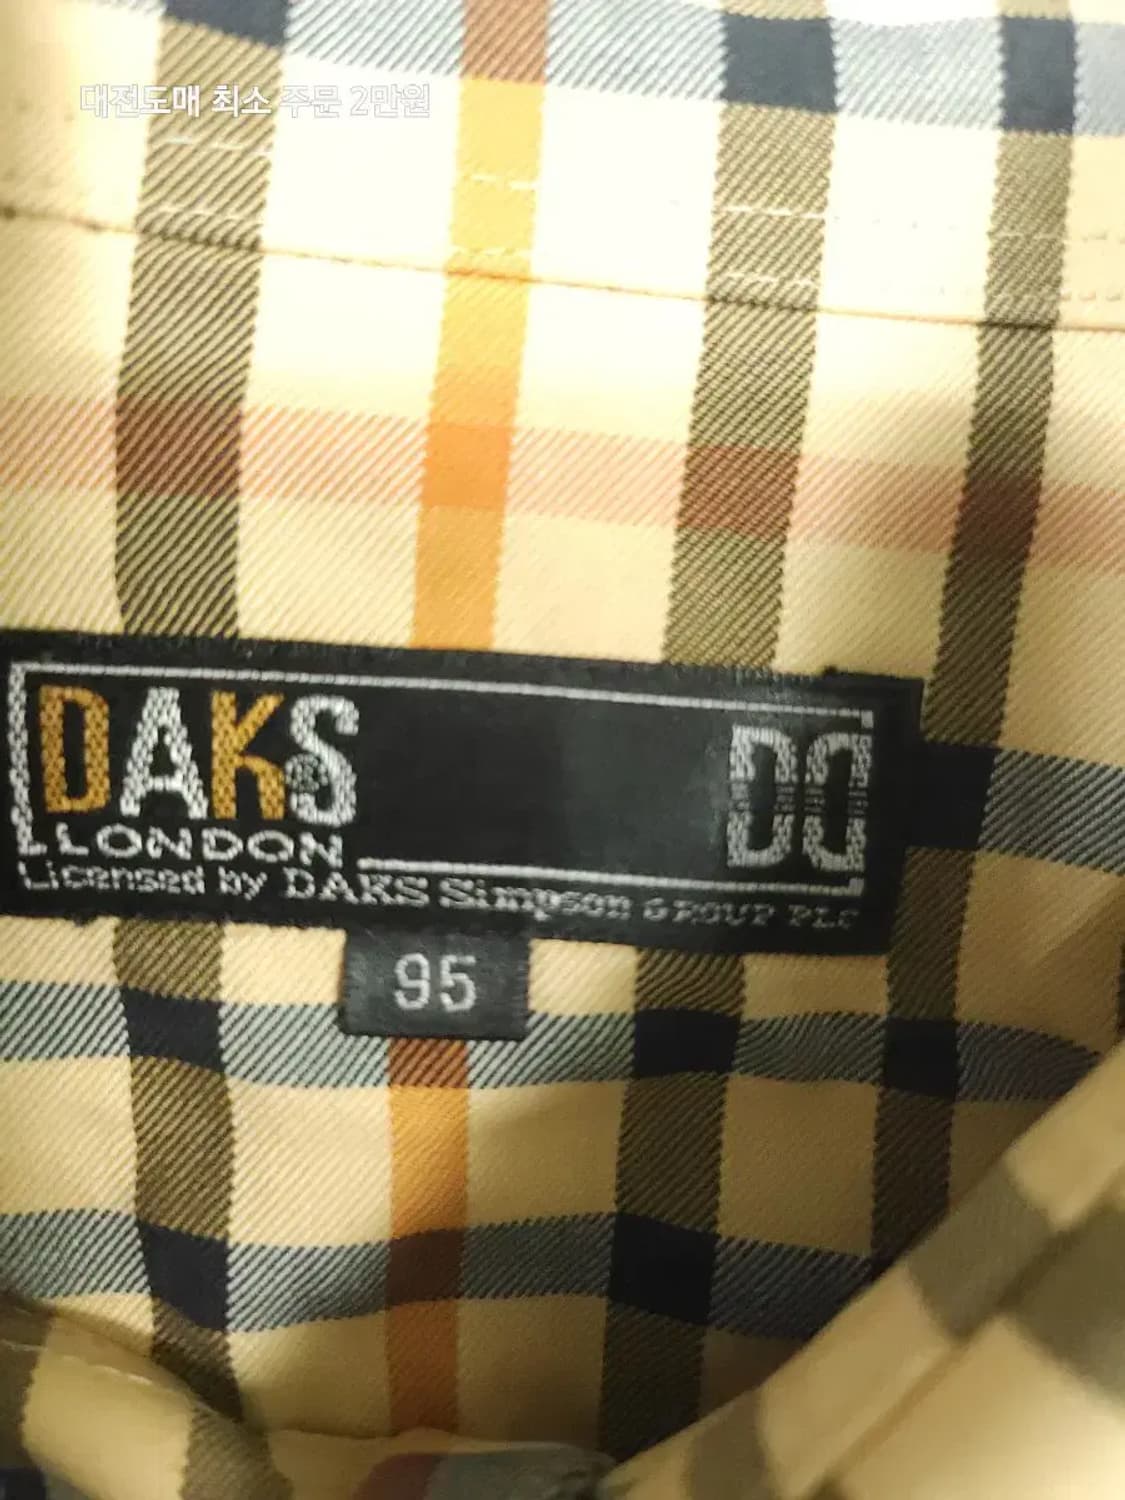 대전도매 최소 주문 2만원
DAKS
LONDON
DD
Licensed by DAKS Simpson GROUP PLC
95